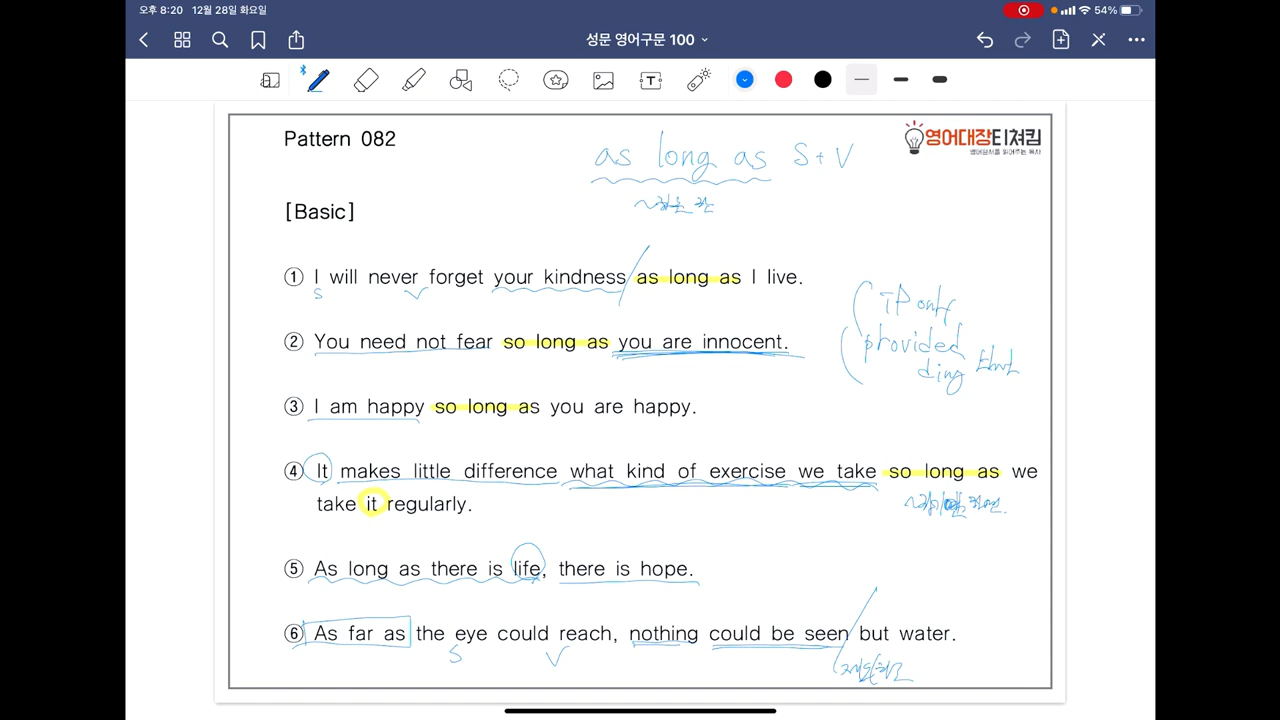 오후 8:20 12월 28일 화요일
54%
성문 영어구문 100
Pattern 082
영어대장티쳐킴
as long as S+V
[Basic]
① I will never forget your kindness as long as I live.
S V
② You need not fear so long as you are innocent.
only
provided
ding
③ I am happy so long as you are happy.
④ It makes little difference what kind of exercise we take so long as we
take it regularly.
⑤ As long as there is life, there is hope.
⑥ As far as the eye could reach, nothing could be seen but water.
S V